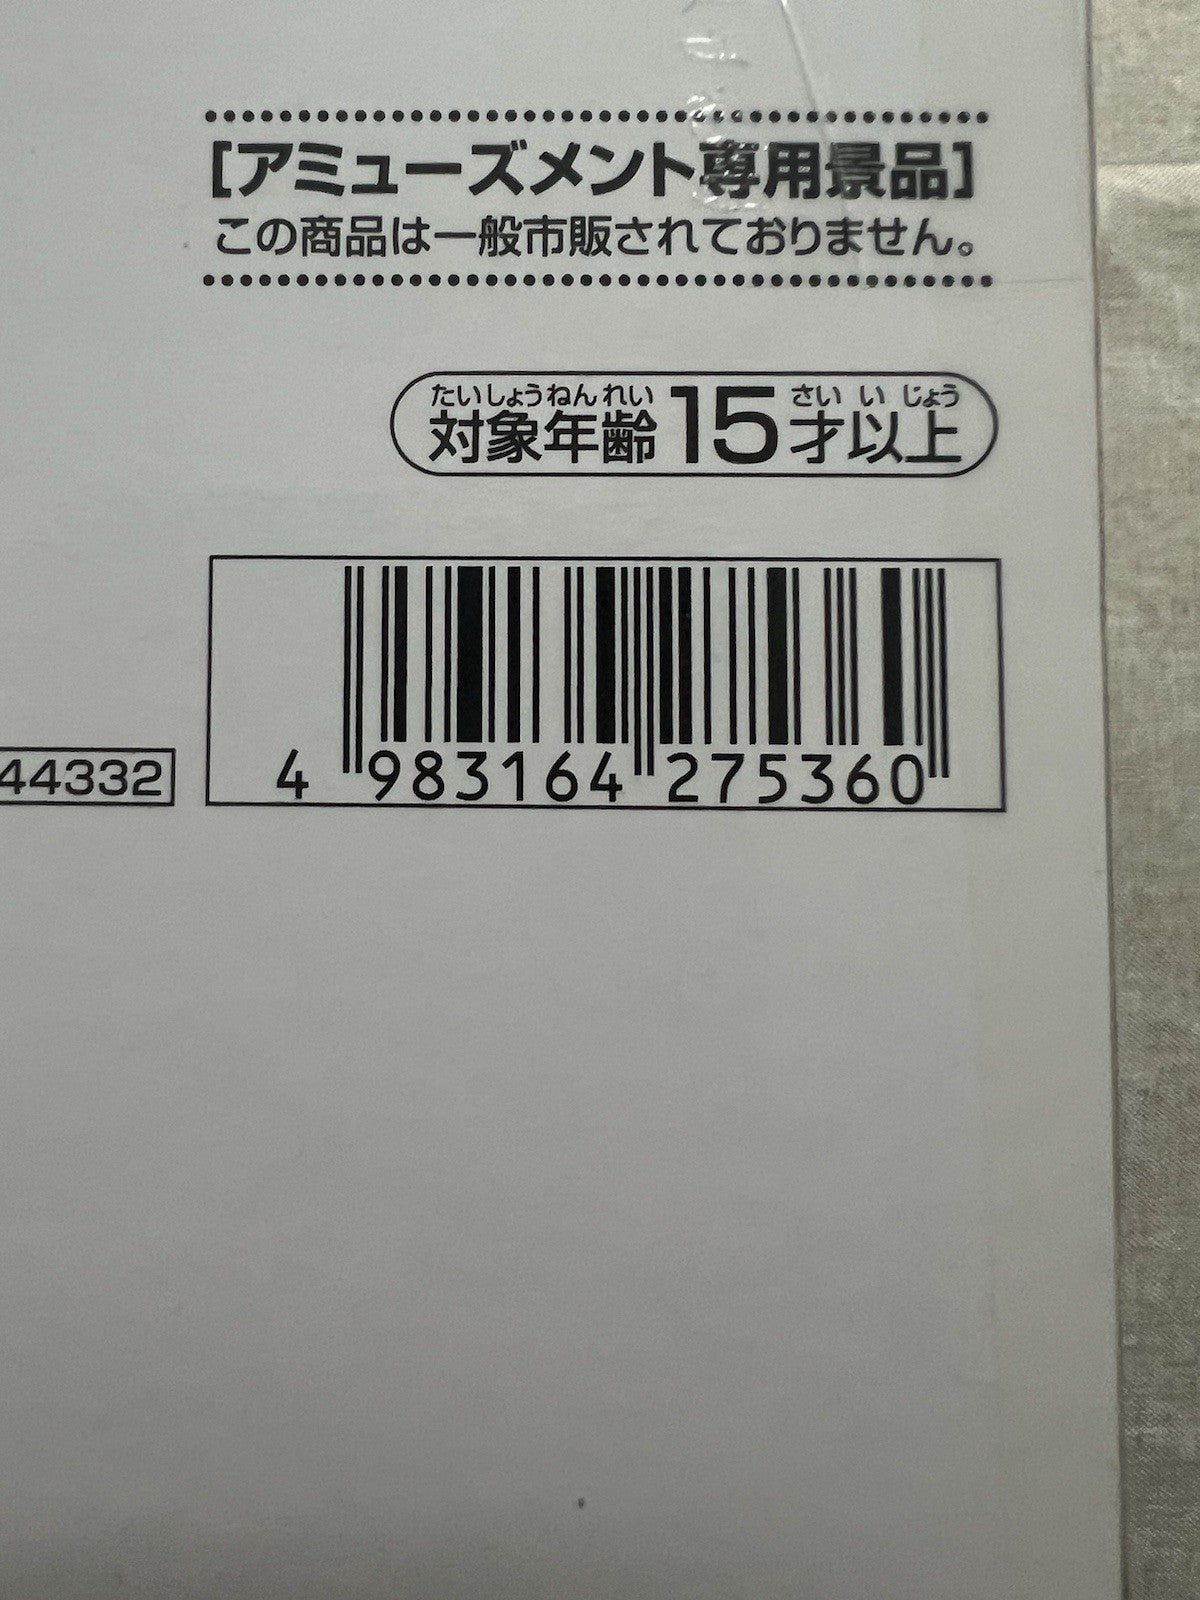 [アミューズメント専用景品]
この商品は一般市販されておりません。
たいしょうねんれい さい い じょう
対象年齢15才以上
44332
4 983164 275360